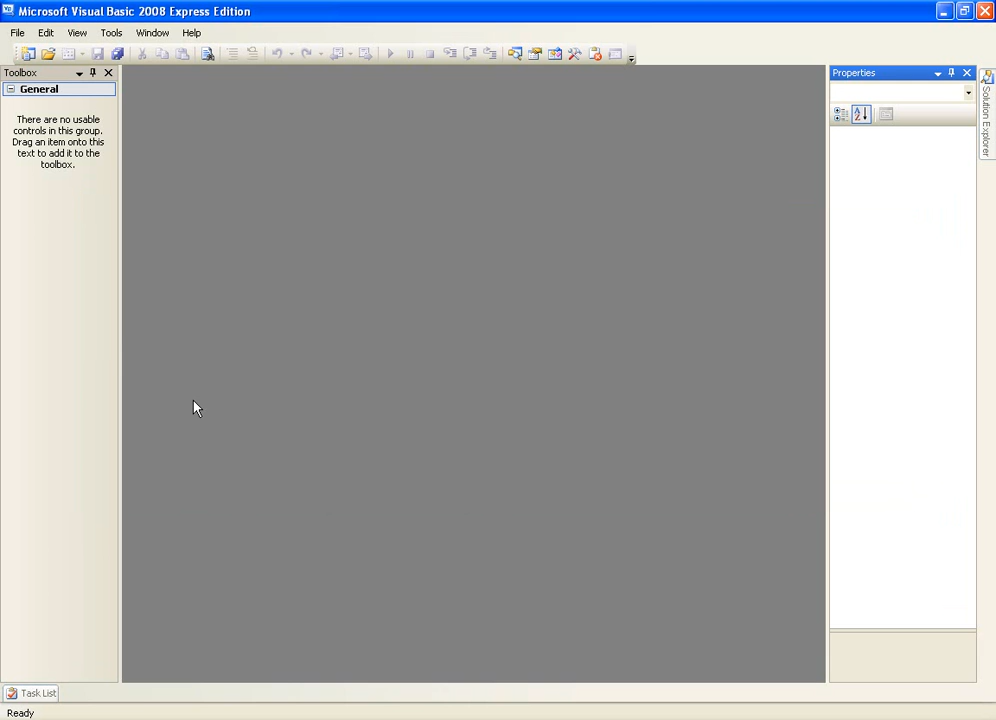 Microsoft Visual Basic 2008 Express Edition
File Edit View Tools Window Help
Toolbox
General
There are no usable
controls in this group.
Drag an item onto this
text to add it to the
toolbox.
Properties
Solution Explorer
Task List
Ready